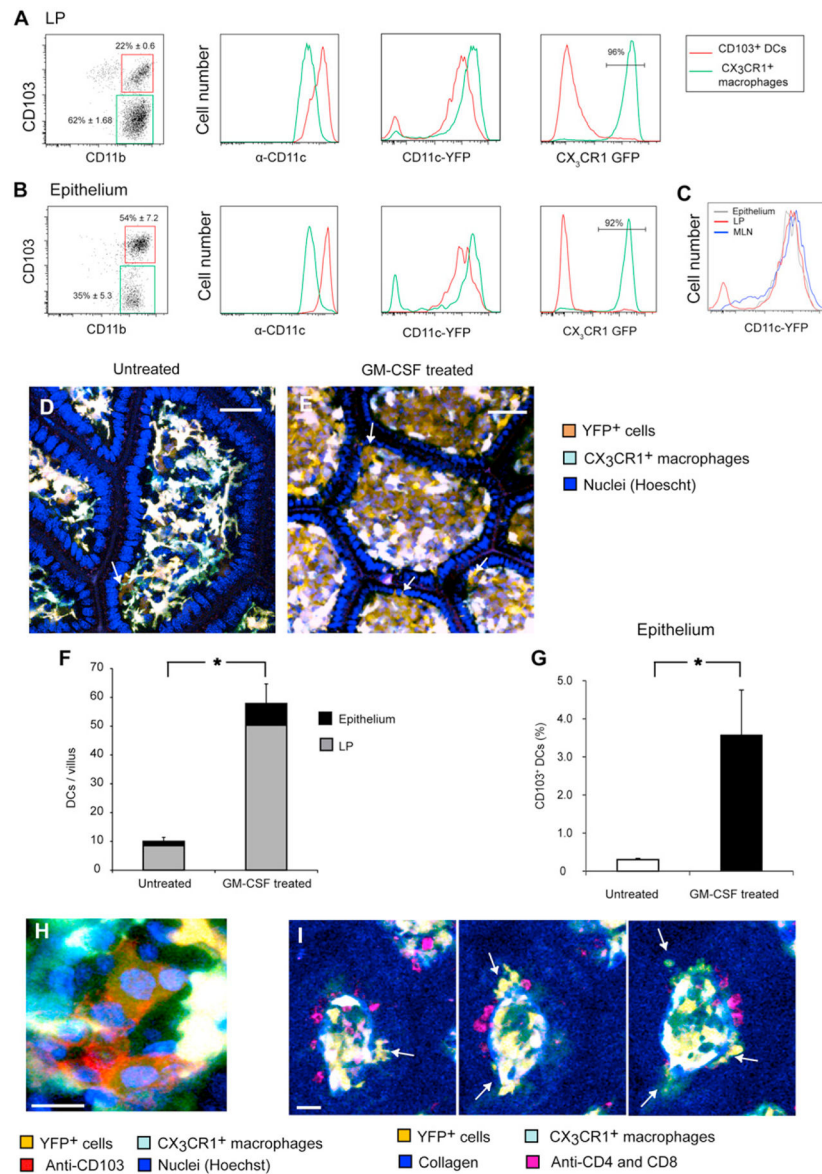 A LP
CD103
22% ± 0.6
62% ± 1.68
CD11b
Cell number
α-CD11c
CD11c-YFP
96%
CX3CR1 GFP
CD103+ DCs
CX3CR1+
macrophages
B Epithelium
CD103
54% ± 7.2
35% ± 5.3
CD11b
Cell number
α-CD11c
CD11c-YFP
92%
CX3CR1 GFP
C
Epithelium
LP
MLN
Cell number
CD11c-YFP
Untreated
GM-CSF treated
D
E
YFP+ cells
CX3CR1+ macrophages
Nuclei (Hoescht)
F
DCs / villus
70
60
50
40
30
20
10
0
*
Untreated
GM-CSF treated
Epithelium
LP
Epithelium
G
CD103+ DCs (%)
5.0
4.0
3.0
2.0
1.0
0
*
Untreated
GM-CSF treated
H
YFP+ cells
CX3CR1+ macrophages
Anti-CD103
Nuclei (Hoechst)
I
YFP+ cells
CX3CR1+ macrophages
Collagen
Anti-CD4 and CD8